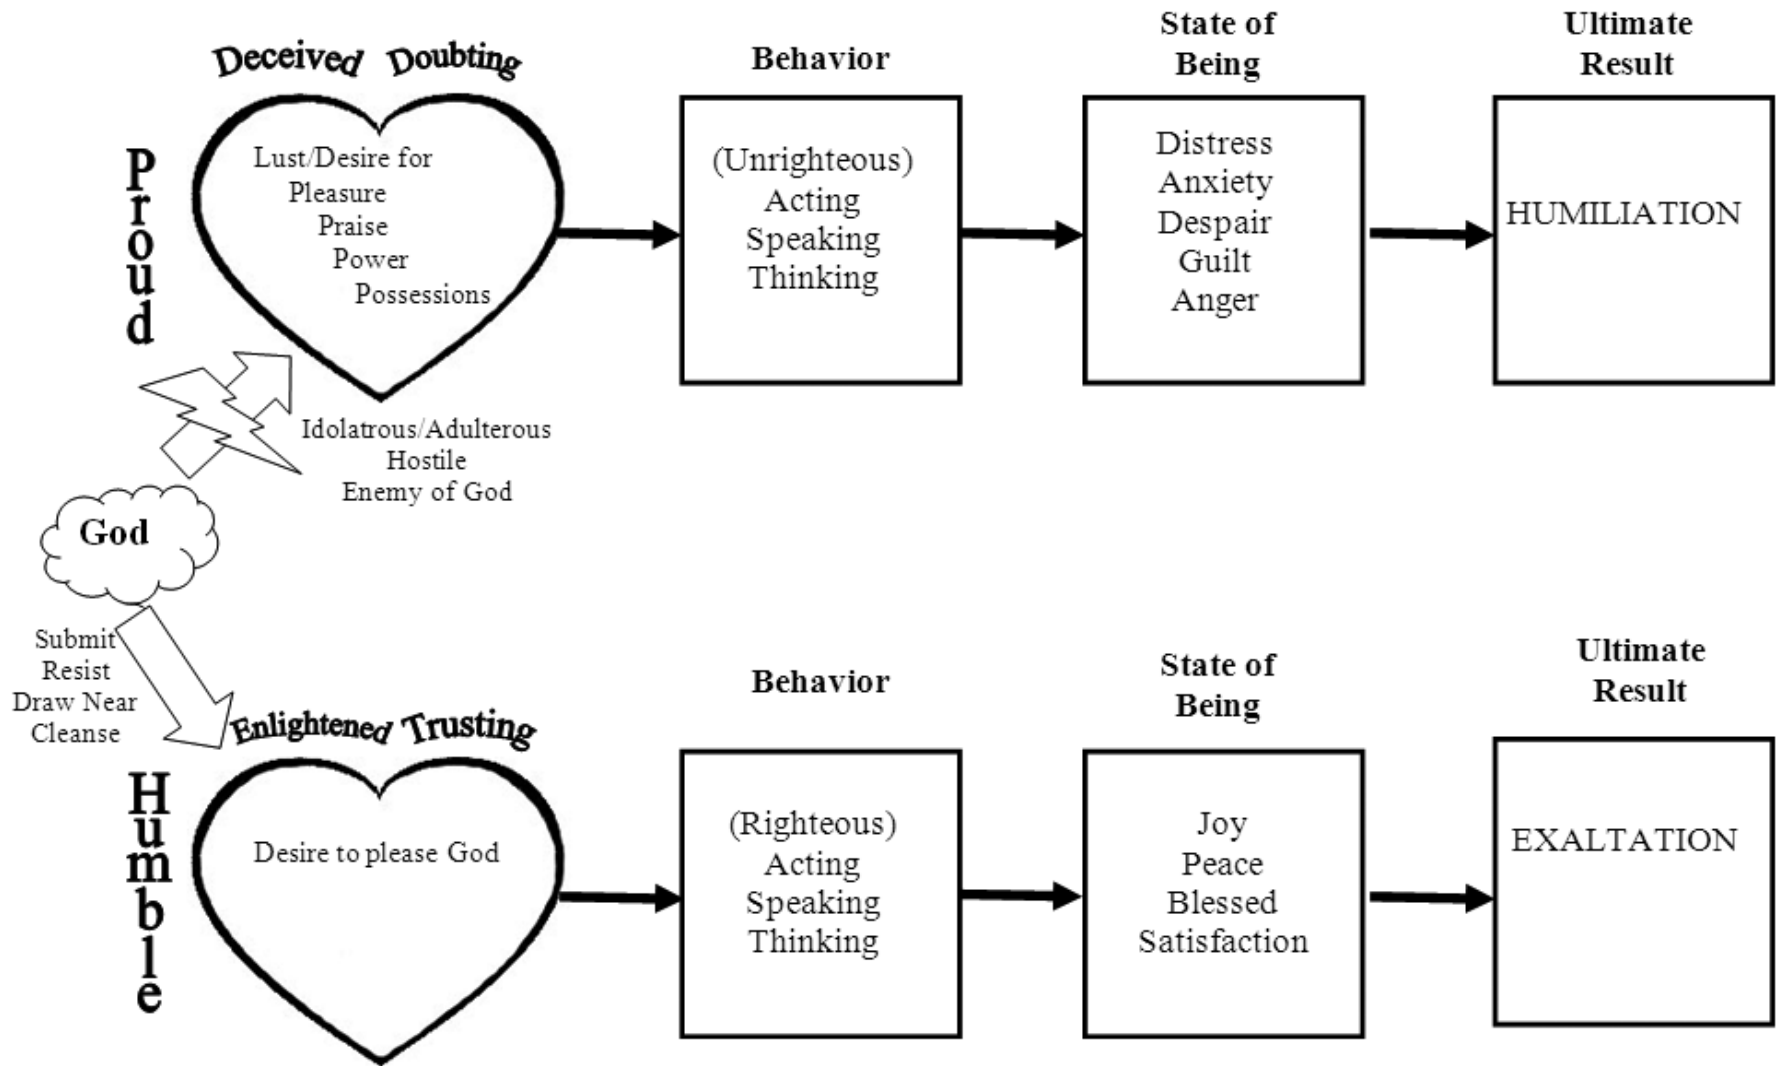 Deceived Doubting
Proud
Lust/Desire for
Pleasure
Praise
Power
Possessions
Idolatrous/Adulterous
Hostile
Enemy of God
Behavior
(Unrighteous)
Acting
Speaking
Thinking
State of
Being
Distress
Anxiety
Despair
Guilt
Anger
Ultimate
Result
HUMILIATION
God
Submit
Resist
Draw Near
Cleanse
Enlightened Trusting
Humble
Desire to please God
Behavior
(Righteous)
Acting
Speaking
Thinking
State of
Being
Joy
Peace
Blessed
Satisfaction
Ultimate
Result
EXALTATION